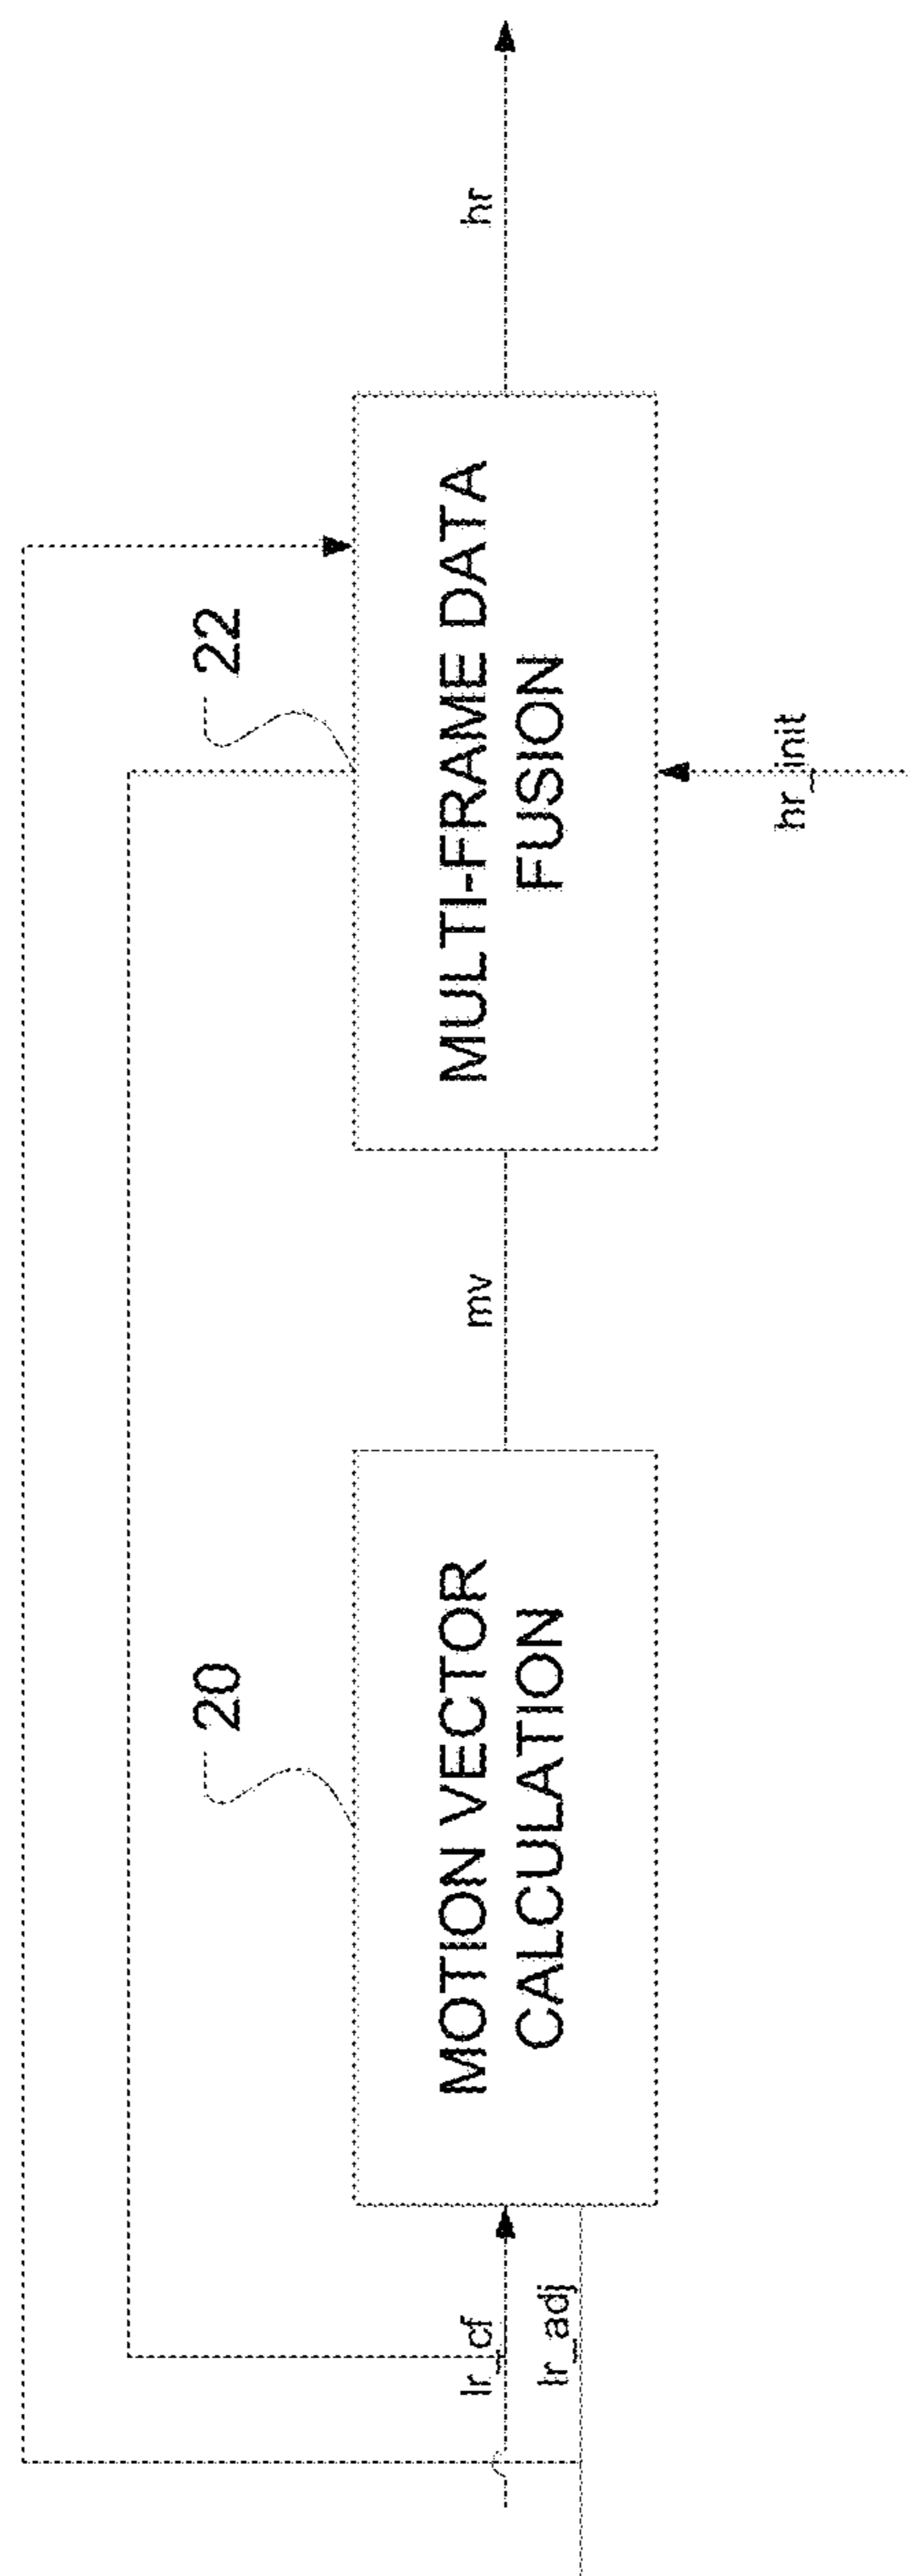 20
22
lr_cf
lr_adj
MOTION VECTOR
CALCULATION
mv
MULTI-FRAME DATA
FUSION
hr
hr_init